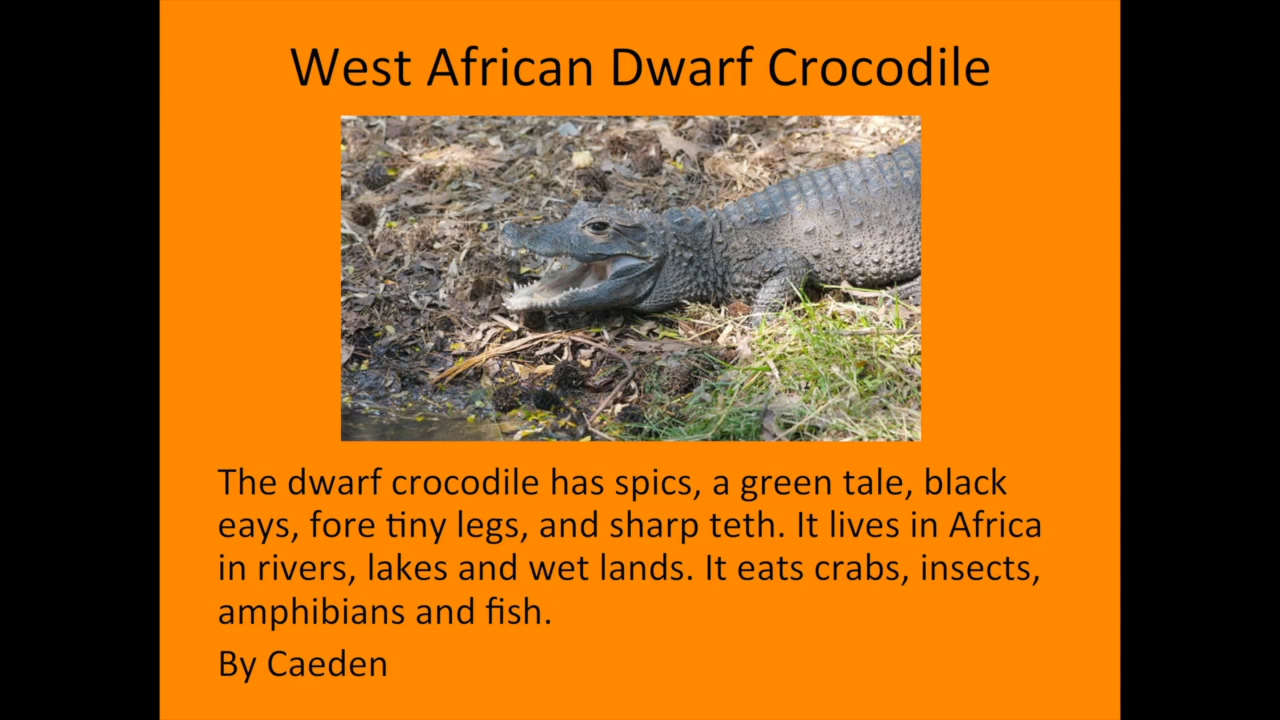 West African Dwarf Crocodile
The dwarf crocodile has spics, a green tale, black
eays, fore tiny legs, and sharp teth. It lives in Africa
in rivers, lakes and wet lands. It eats crabs, insects,
amphibians and fish.
By Caeden